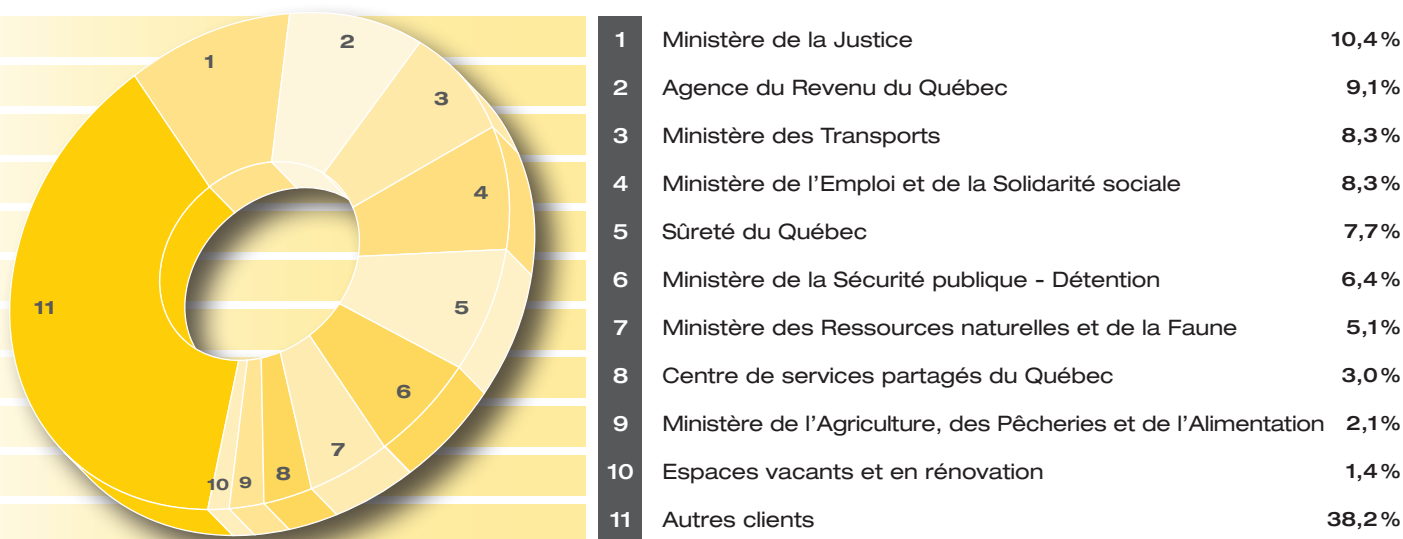 1
2
3
4
5
6
7
8
9
10
11
1 Ministère de la Justice 10,4 %
2 Agence du Revenu du Québec 9,1 %
3 Ministère des Transports 8,3 %
4 Ministère de l'Emploi et de la Solidarité sociale 8,3 %
5 Sûreté du Québec 7,7 %
6 Ministère de la Sécurité publique - Détention 6,4 %
7 Ministère des Ressources naturelles et de la Faune 5,1 %
8 Centre de services partagés du Québec 3,0 %
9 Ministère de l'Agriculture, des Pêcheries et de l'Alimentation 2,1 %
10 Espaces vacants et en rénovation 1,4 %
11 Autres clients 38,2 %